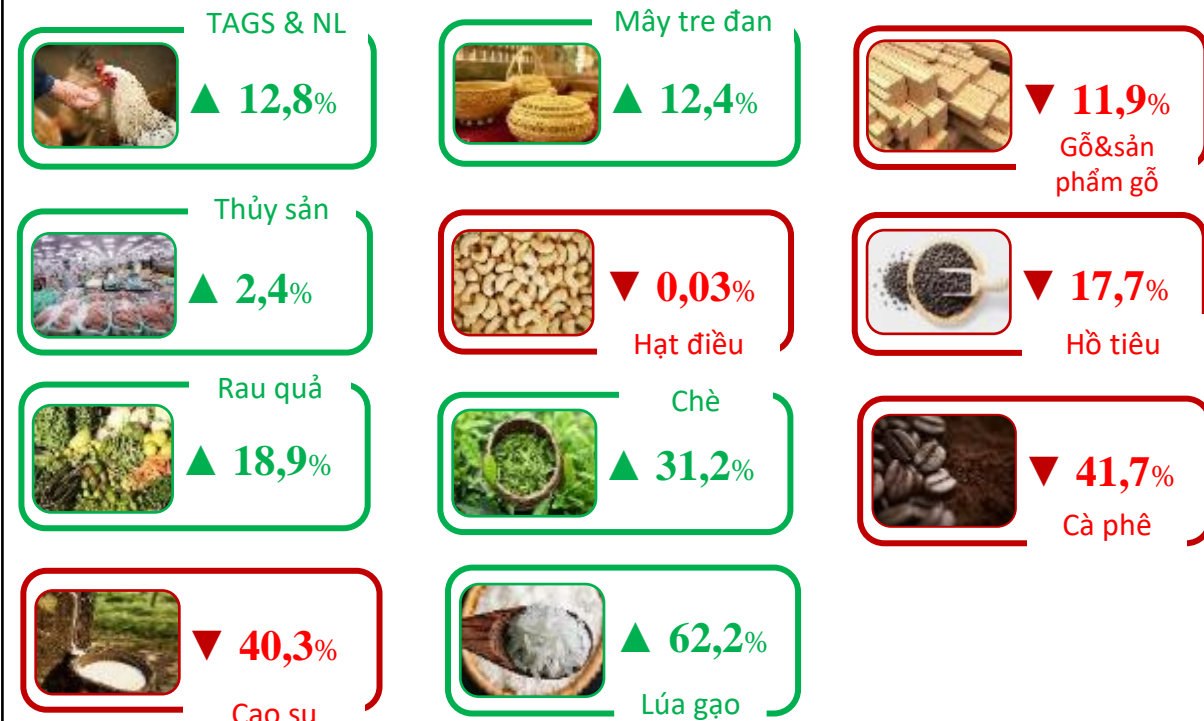 TAGS & NL
▲ 12,8%
Mây tre đan
▲ 12,4%
▼ 11,9%
Gỗ&sản
phẩm gỗ
Thủy sản
▲ 2,4%
▼ 0,03%
Hạt điều
▼ 17,7%
Hồ tiêu
Rau quả
▲ 18,9%
Chè
▲ 31,2%
▼ 41,7%
Cà phê
▼ 40,3%
Cao su
▲ 62,2%
Lúa gạo